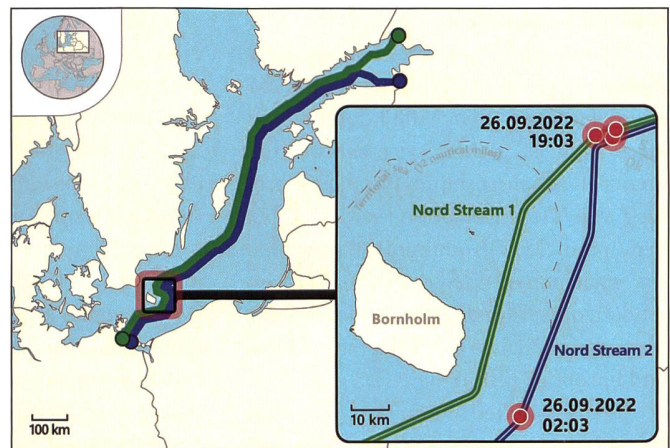 26.09.2022
19:03
Territorial
(12 nautical miles)
Nord Stream 1
Bornholm
Nord Stream 2
10 km
26.09.2022
02:03
100 km